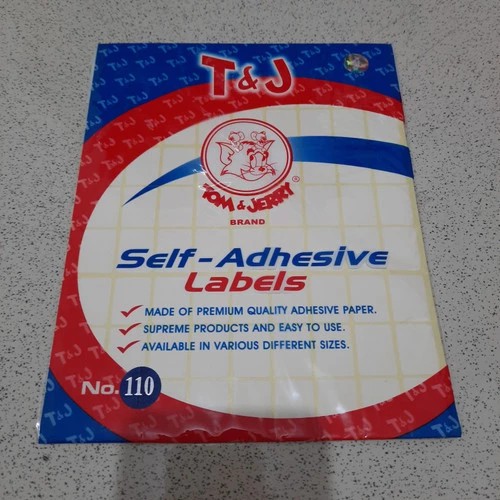 T&J
TOM & JERRY®
BRAND
Self-Adhesive
Labels
MADE OF PREMIUM QUALITY ADHESIVE PAPER.
SUPREME PRODUCTS AND EASY TO USE.
AVAILABLE IN VARIOUS DIFFERENT SIZES.
No. 110